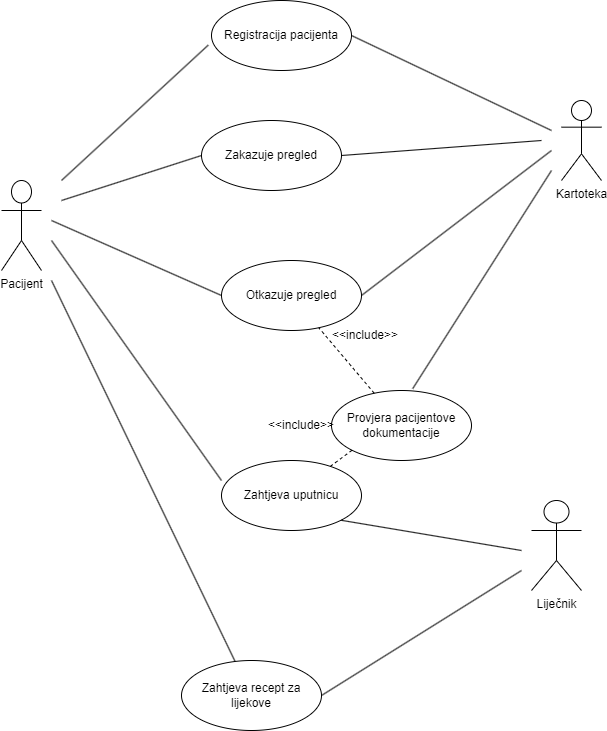 Registracija pacijenta
Zakazuje pregled
Kartoteka
Pacijent
Otkazuje pregled
<<include>>
Provjera pacijentove
dokumentacije
<<include>>
Zahtjeva uputnicu
Liječnik
Zahtjeva recept za
lijekove